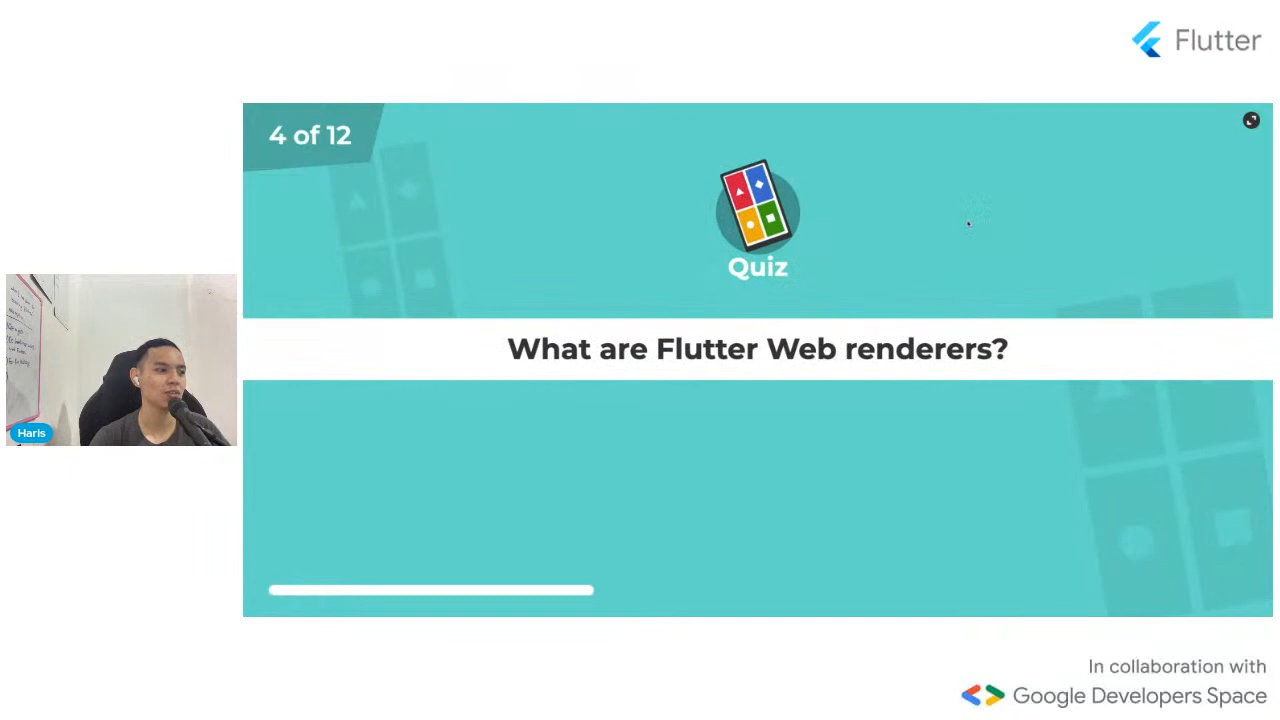 Flutter
4 of 12
Quiz
What are Flutter Web renderers?
Haris
In collaboration with
Google Developers Space